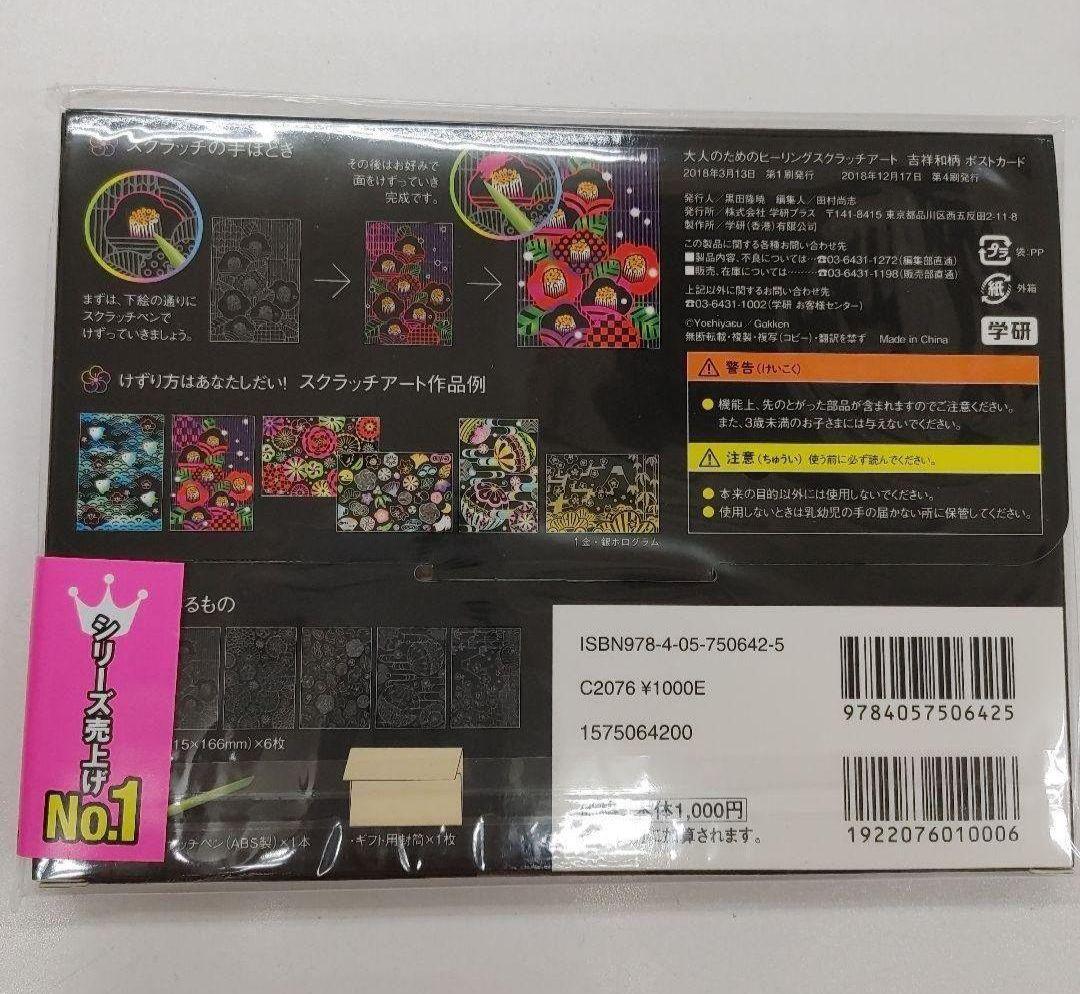 スクラッチの手ほどき
その後はお好みで
面をけずっていき
完成です。
まずは、下絵の通りに
スクラッチペンで
けずっていきましょう。
けずり方はあなたしだい! スクラッチアート作品例
↑金・銀ホログラム
大人のためのヒーリングスクラッチアート 吉祥和柄 ポストカード
2018年3月13日 第1刷発行 2018年12月17日 第4刷発行
発行人／黒田隆暁 編集人／田村尚志
発行所／株式会社 学研プラス 〒141-8415 東京都品川区西五反田2-11-8
製作所／学研(香港)有限公司
この製品に関する各種お問い合わせ先
■製品内容、不良については…☎03-6431-1272(編集部直通)
■販売、在庫については………☎03-6431-1198(販売部直通)
上記以外に関するお問い合わせ先
☎03-6431-1002(学研 お客様センター)
©Yoshiyasu／Gakken
無断転載・複製・複写(コピー)・翻訳を禁ず Made in China
プラ 袋:PP
紙 外箱
学研
警告(けいこく)
●機能上、先のとがった部品が含まれますのでご注意ください。
また、3歳未満のお子さまには与えないでください。
注意(ちゅうい) 使う前に必ず読んでください。
●本来の目的以外には使用しないでください。
●使用しないときは乳幼児の手の届かない所に保管してください。
シリーズ売上げ
No.1
るもの
15×166mm)×6枚
ッチペン(ABS製)×1本
・ギフト用封筒×1枚
ISBN978-4-05-750642-5
C2076 ¥1000E
1575064200
本体1,000円
算されます。
9784057506425
1922076010006